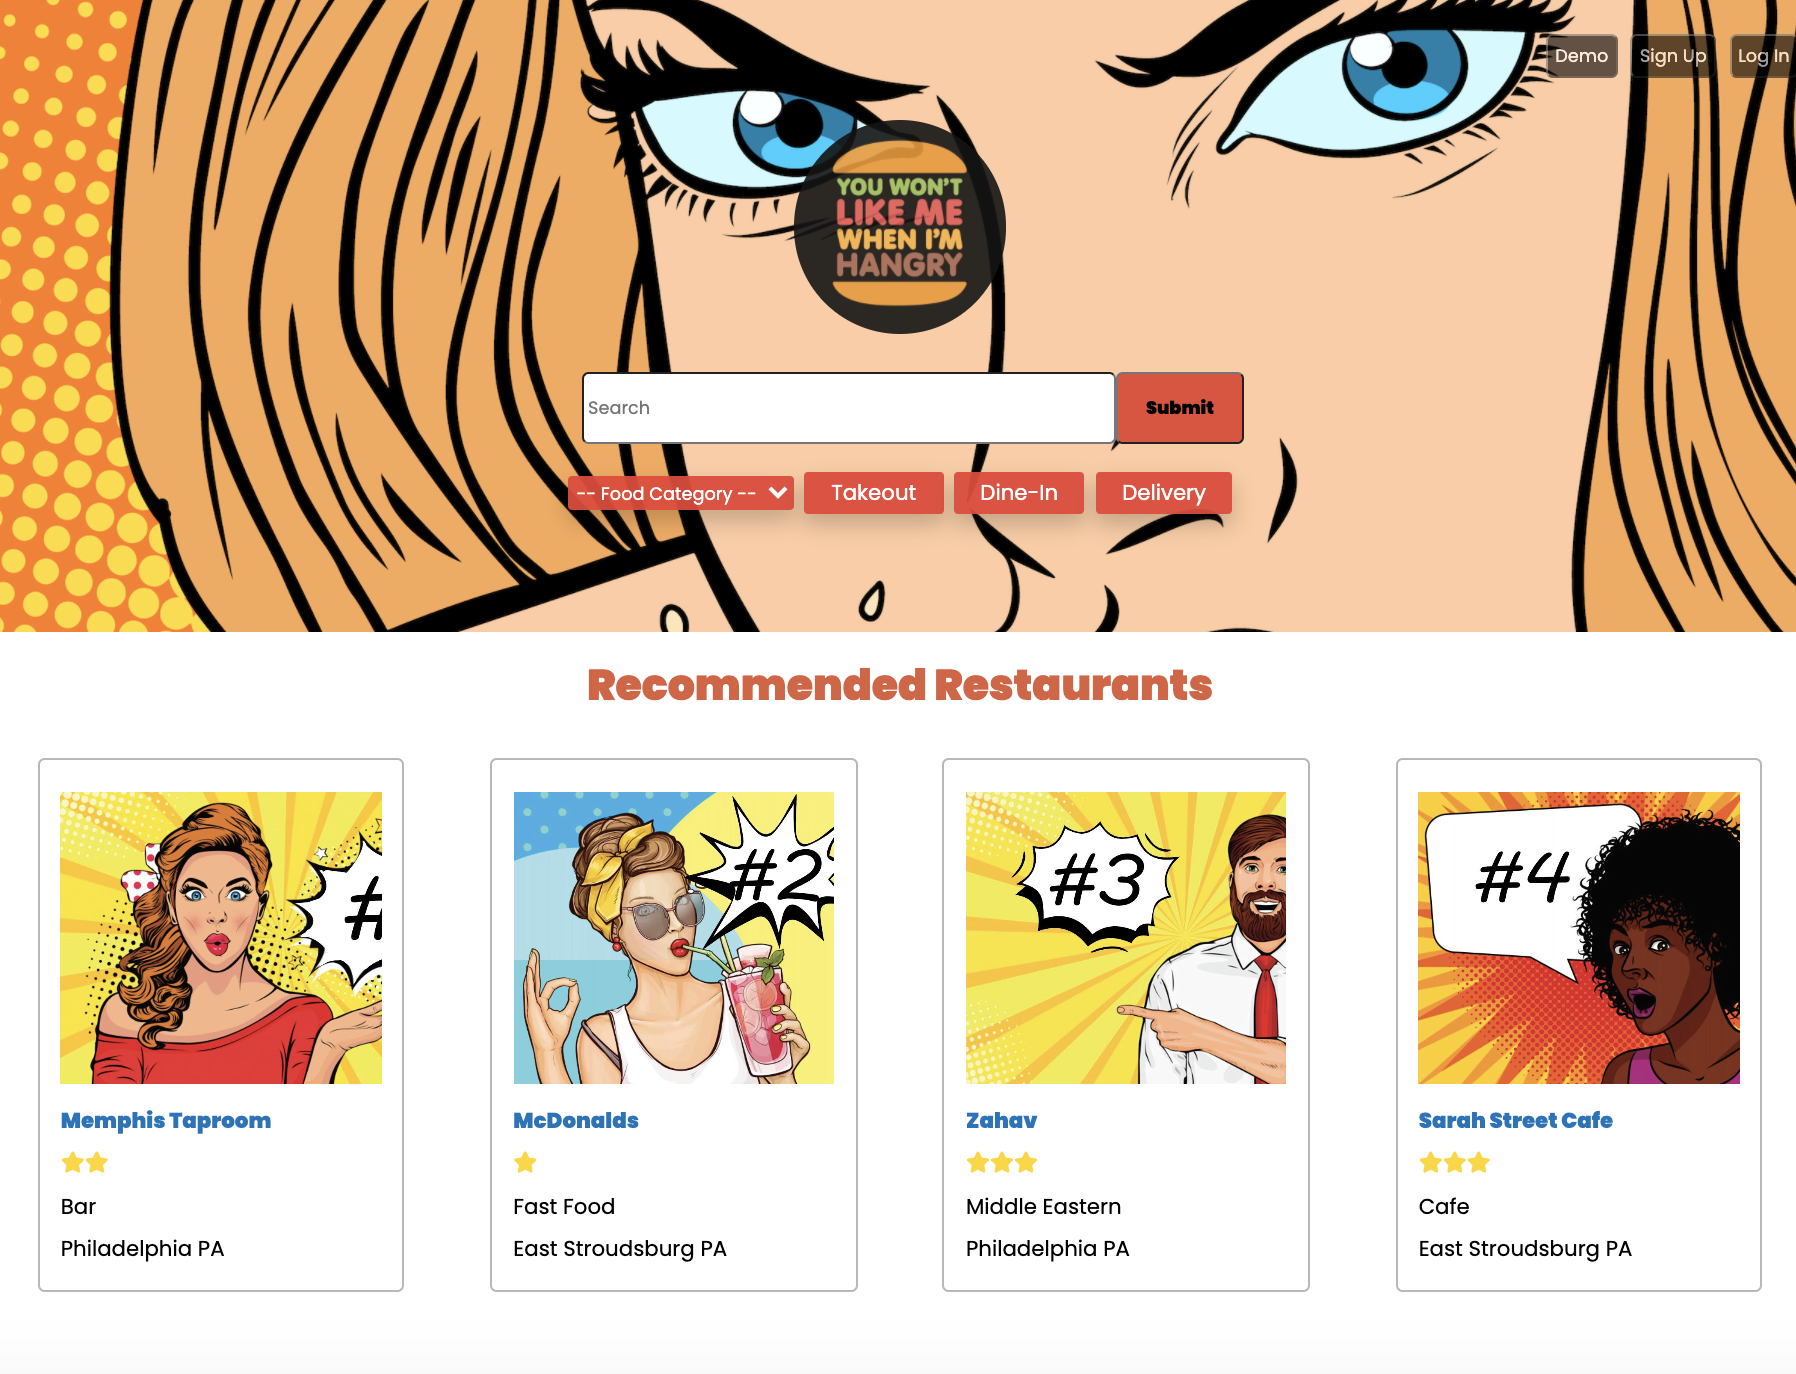 Demo
Sign Up
Log In
YOU WON'T
LIKE ME
WHEN I'M
HANGRY
Search
Submit
-- Food Category --
Takeout
Dine-In
Delivery
Recommended Restaurants
#
#2
#3
#4
Memphis Taproom
McDonalds
Zahav
Sarah Street Cafe
Bar
Fast Food
Middle Eastern
Cafe
Philadelphia PA
East Stroudsburg PA
Philadelphia PA
East Stroudsburg PA